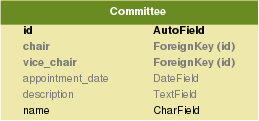 Committee
id AutoField
chair ForeignKey (id)
vice_chair ForeignKey (id)
appointment_date DateField
description TextField
name CharField